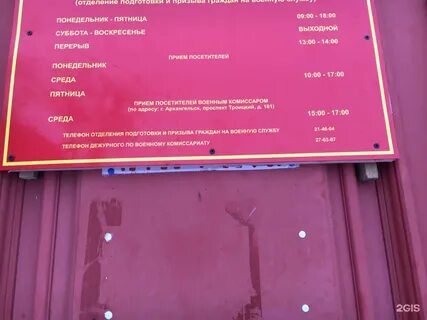 (отделение подготовки и призыва граждан на военную службу)
ПОНЕДЕЛЬНИК - ПЯТНИЦА 09:00 - 18:00
СУББОТА - ВОСКРЕСЕНЬЕ ВЫХОДНОЙ
ПЕРЕРЫВ 13:00 - 14:00
ПРИЕМ ПОСЕТИТЕЛЕЙ
ПОНЕДЕЛЬНИК
СРЕДА 10:00 - 17:00
ПЯТНИЦА
ПРИЕМ ПОСЕТИТЕЛЕЙ ВОЕННЫМ КОМИССАРОМ
(по адресу: г. Архангельск, проспект Троицкий, д. 161)
СРЕДА 15:00 - 17:00
ТЕЛЕФОН ОТДЕЛЕНИЯ ПОДГОТОВКИ И ПРИЗЫВА ГРАЖДАН НА ВОЕННУЮ СЛУЖБУ 21-46-64
ТЕЛЕФОН ДЕЖУРНОГО ПО ВОЕННОМУ КОМИССАРИАТУ 27-63-87
2GIS